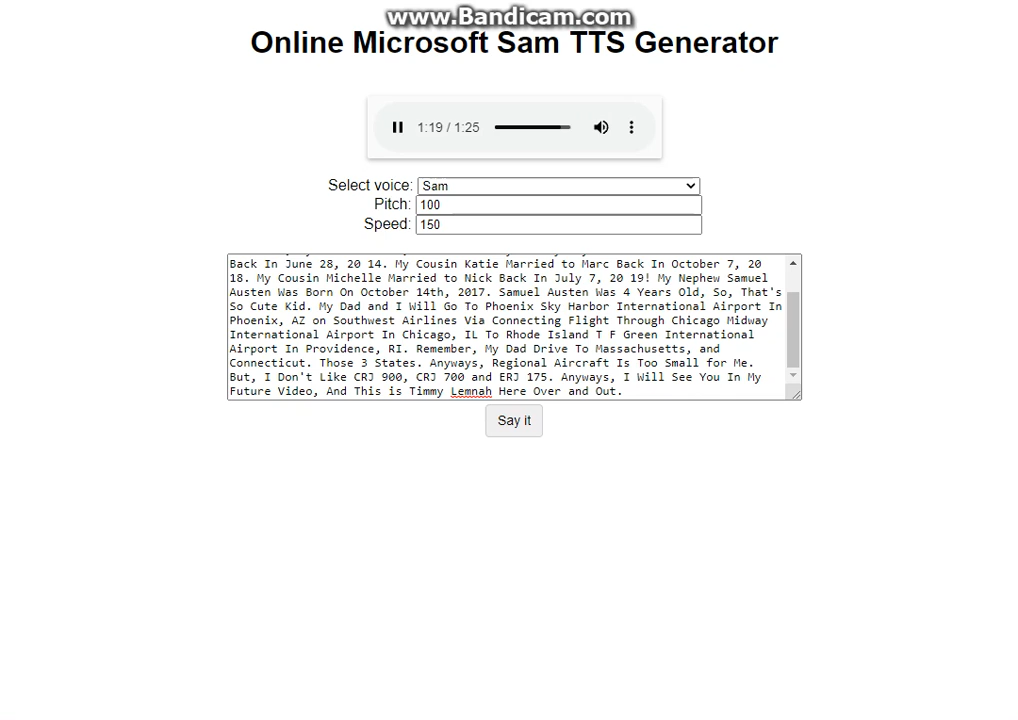 www.Bandicam.com
Online Microsoft Sam TTS Generator
1:19 / 1:25
Select voice: Sam
Pitch: 100
Speed: 150
Back In June 28, 20 14. My Cousin Katie Married to Marc Back In October 7, 20
18. My Cousin Michelle Married to Nick Back In July 7, 20 19! My Nephew Samuel
Austen Was Born On October 14th, 2017. Samuel Austen Was 4 Years Old, So, That's
So Cute Kid. My Dad and I Will Go To Phoenix Sky Harbor International Airport In
Phoenix, AZ on Southwest Airlines Via Connecting Flight Through Chicago Midway
International Airport In Chicago, IL To Rhode Island T F Green International
Airport In Providence, RI. Remember, My Dad Drive To Massachusetts, and
Connecticut. Those 3 States. Anyways, Regional Aircraft Is Too Small for Me.
But, I Don't Like CRJ 900, CRJ 700 and ERJ 175. Anyways, I Will See You In My
Future Video, And This is Timmy Lemnah Here Over and Out.
Say it